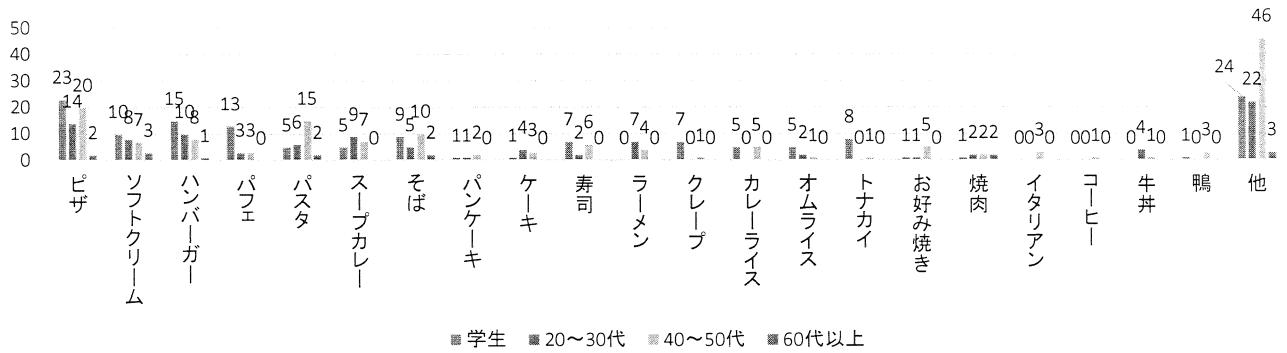 50
40
30
20
10
0
23 14 20 2
10 8 7 3
15 10 8 1
13 3 3 0
5 6 15 2
5 9 7 0
9 5 10 2
1 1 2 0
1 4 3 0
7 2 6 0
0 7 4 0
7 0 1 0
5 0 5 0
5 2 1 0
8 0 1 0
1 1 5 0
1 2 2 2
0 0 3 0
0 0 1 0
0 4 1 0
1 0 3 0
24 22 46 3
ピザ
ソフトクリーム
ハンバーガー
パフェ
パスタ
スープカレー
そば
パンケーキ
ケーキ
寿司
ラーメン
クレープ
カレーライス
オムライス
トナカイ
お好み焼き
焼肉
イタリアン
コーヒー
牛丼
鴨
他
学生 20～30代 40～50代 60代以上